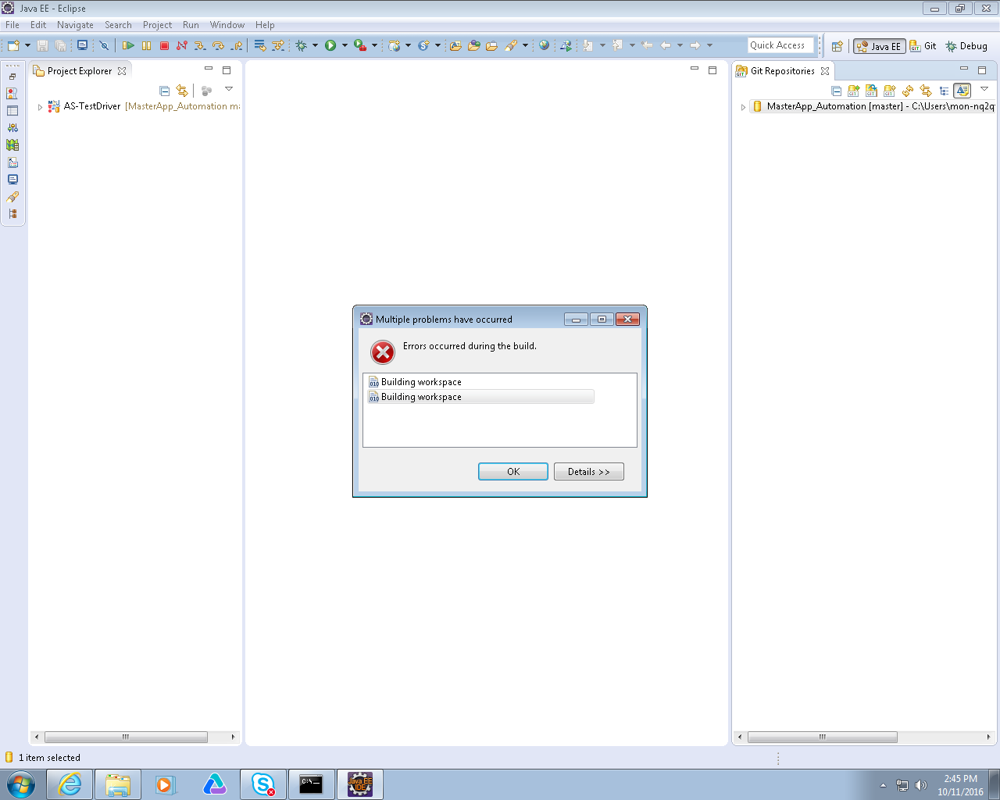 Java EE - Eclipse
File Edit Navigate Search Project Run Window Help
Quick Access
Java EE
Git
Debug
Project Explorer
AS-TestDriver [MasterApp_Automation ma
Git Repositories
MasterApp_Automation [master] - C:\Users\mon-nq2q
Multiple problems have occurred
Errors occurred during the build.
Building workspace
Building workspace
OK
Details >>
1 item selected
C:\.
Java EE
IDE
2:45 PM
10/11/2016